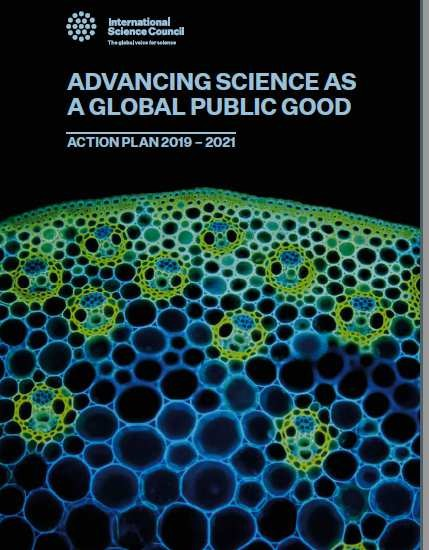 International
Science Council
The global voice for science
ADVANCING SCIENCE AS
A GLOBAL PUBLIC GOOD
ACTION PLAN 2019 – 2021